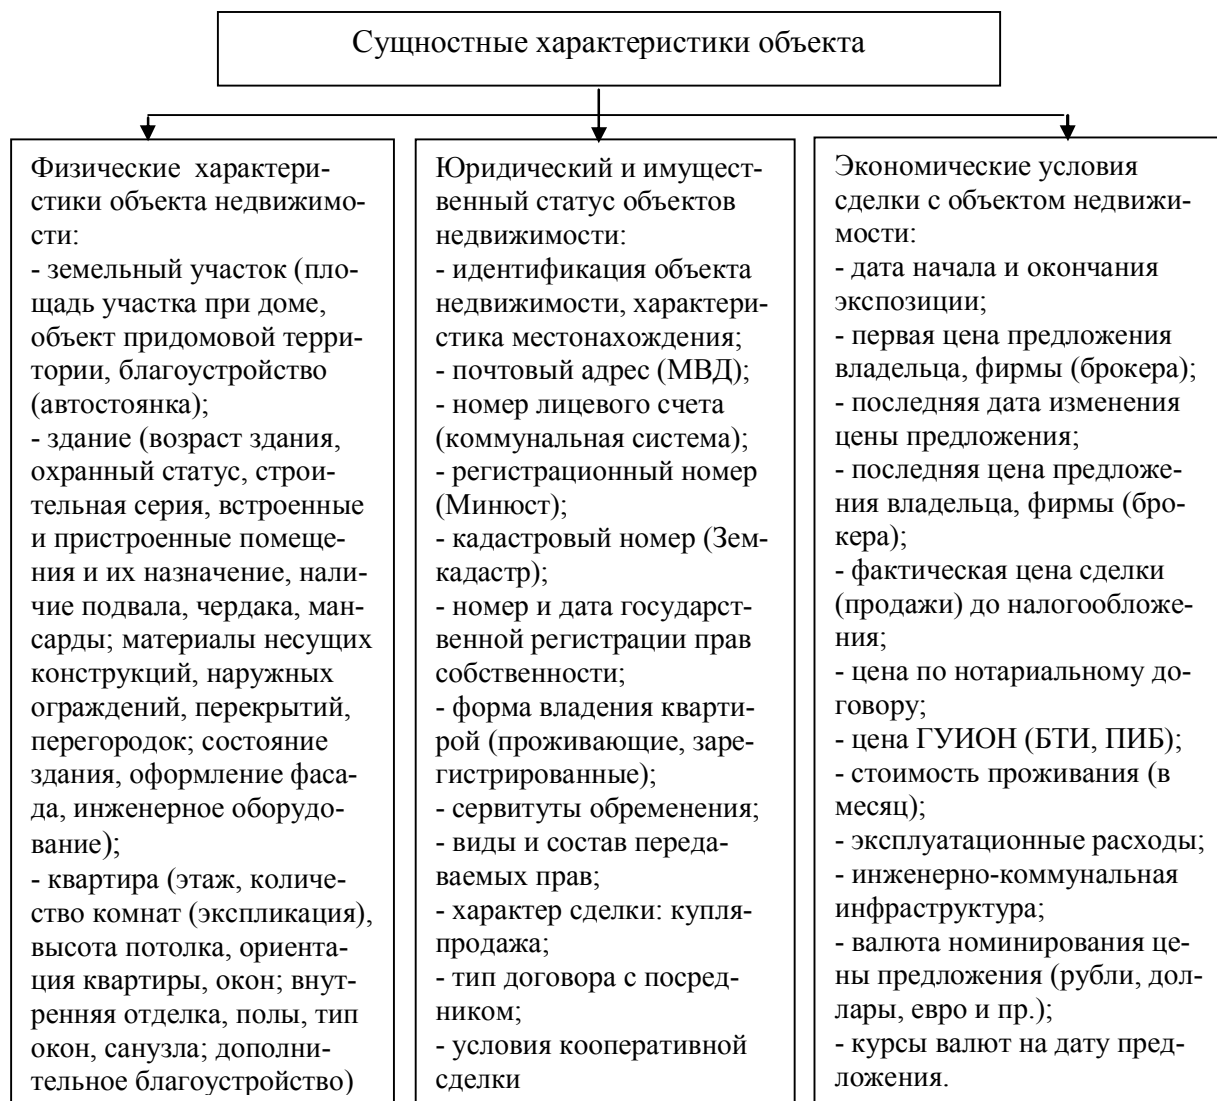 Сущностные характеристики объекта
Физические характери-
стики объекта недвижимо-
сти:
- земельный участок (пло-
щадь участка при доме,
объект придомовой терри-
тории, благоустройство
(автостоянка);
- здание (возраст здания,
охранный статус, строи-
тельная серия, встроенные
и пристроенные помеще-
ния и их назначение, нали-
чие подвала, чердака, ман-
сарды; материалы несущих
конструкций, наружных
ограждений, перекрытий,
перегородок; состояние
здания, оформление фаса-
да, инженерное оборудо-
вание);
- квартира (этаж, количе-
ство комнат (экспликация),
высота потолка, ориента-
ция квартиры, окон; внут-
ренняя отделка, полы, тип
окон, санузла; дополни-
тельное благоустройство)
Юридический и имущест-
венный статус объектов
недвижимости:
- идентификация объекта
недвижимости, характери-
стика местонахождения;
- почтовый адрес (МВД);
- номер лицевого счета
(коммунальная система);
- регистрационный номер
(Минюст);
- кадастровый номер (Зем-
кадастр);
- номер и дата государст-
венной регистрации прав
собственности;
- форма владения кварти-
рой (проживающие, заре-
гистрированные);
- сервитуты обременения;
- виды и состав переда-
ваемых прав;
- характер сделки: купля-
продажа;
- тип договора с посред-
ником;
- условия кооперативной
сделки
Экономические условия
сделки с объектом недвижи-
мости:
- дата начала и окончания
экспозиции;
- первая цена предложения
владельца, фирмы (брокера);
- последняя дата изменения
цены предложения;
- последняя цена предложе-
ния владельца, фирмы (бро-
кера);
- фактическая цена сделки
(продажи) до налогообложе-
ния;
- цена по нотариальному до-
говору;
- цена ГУИОН (БТИ, ПИБ);
- стоимость проживания (в
месяц);
- эксплуатационные расходы;
- инженерно-коммунальная
инфраструктура;
- валюта номинирования це-
ны предложения (рубли, дол-
лары, евро и пр.);
- курсы валют на дату пред-
ложения.